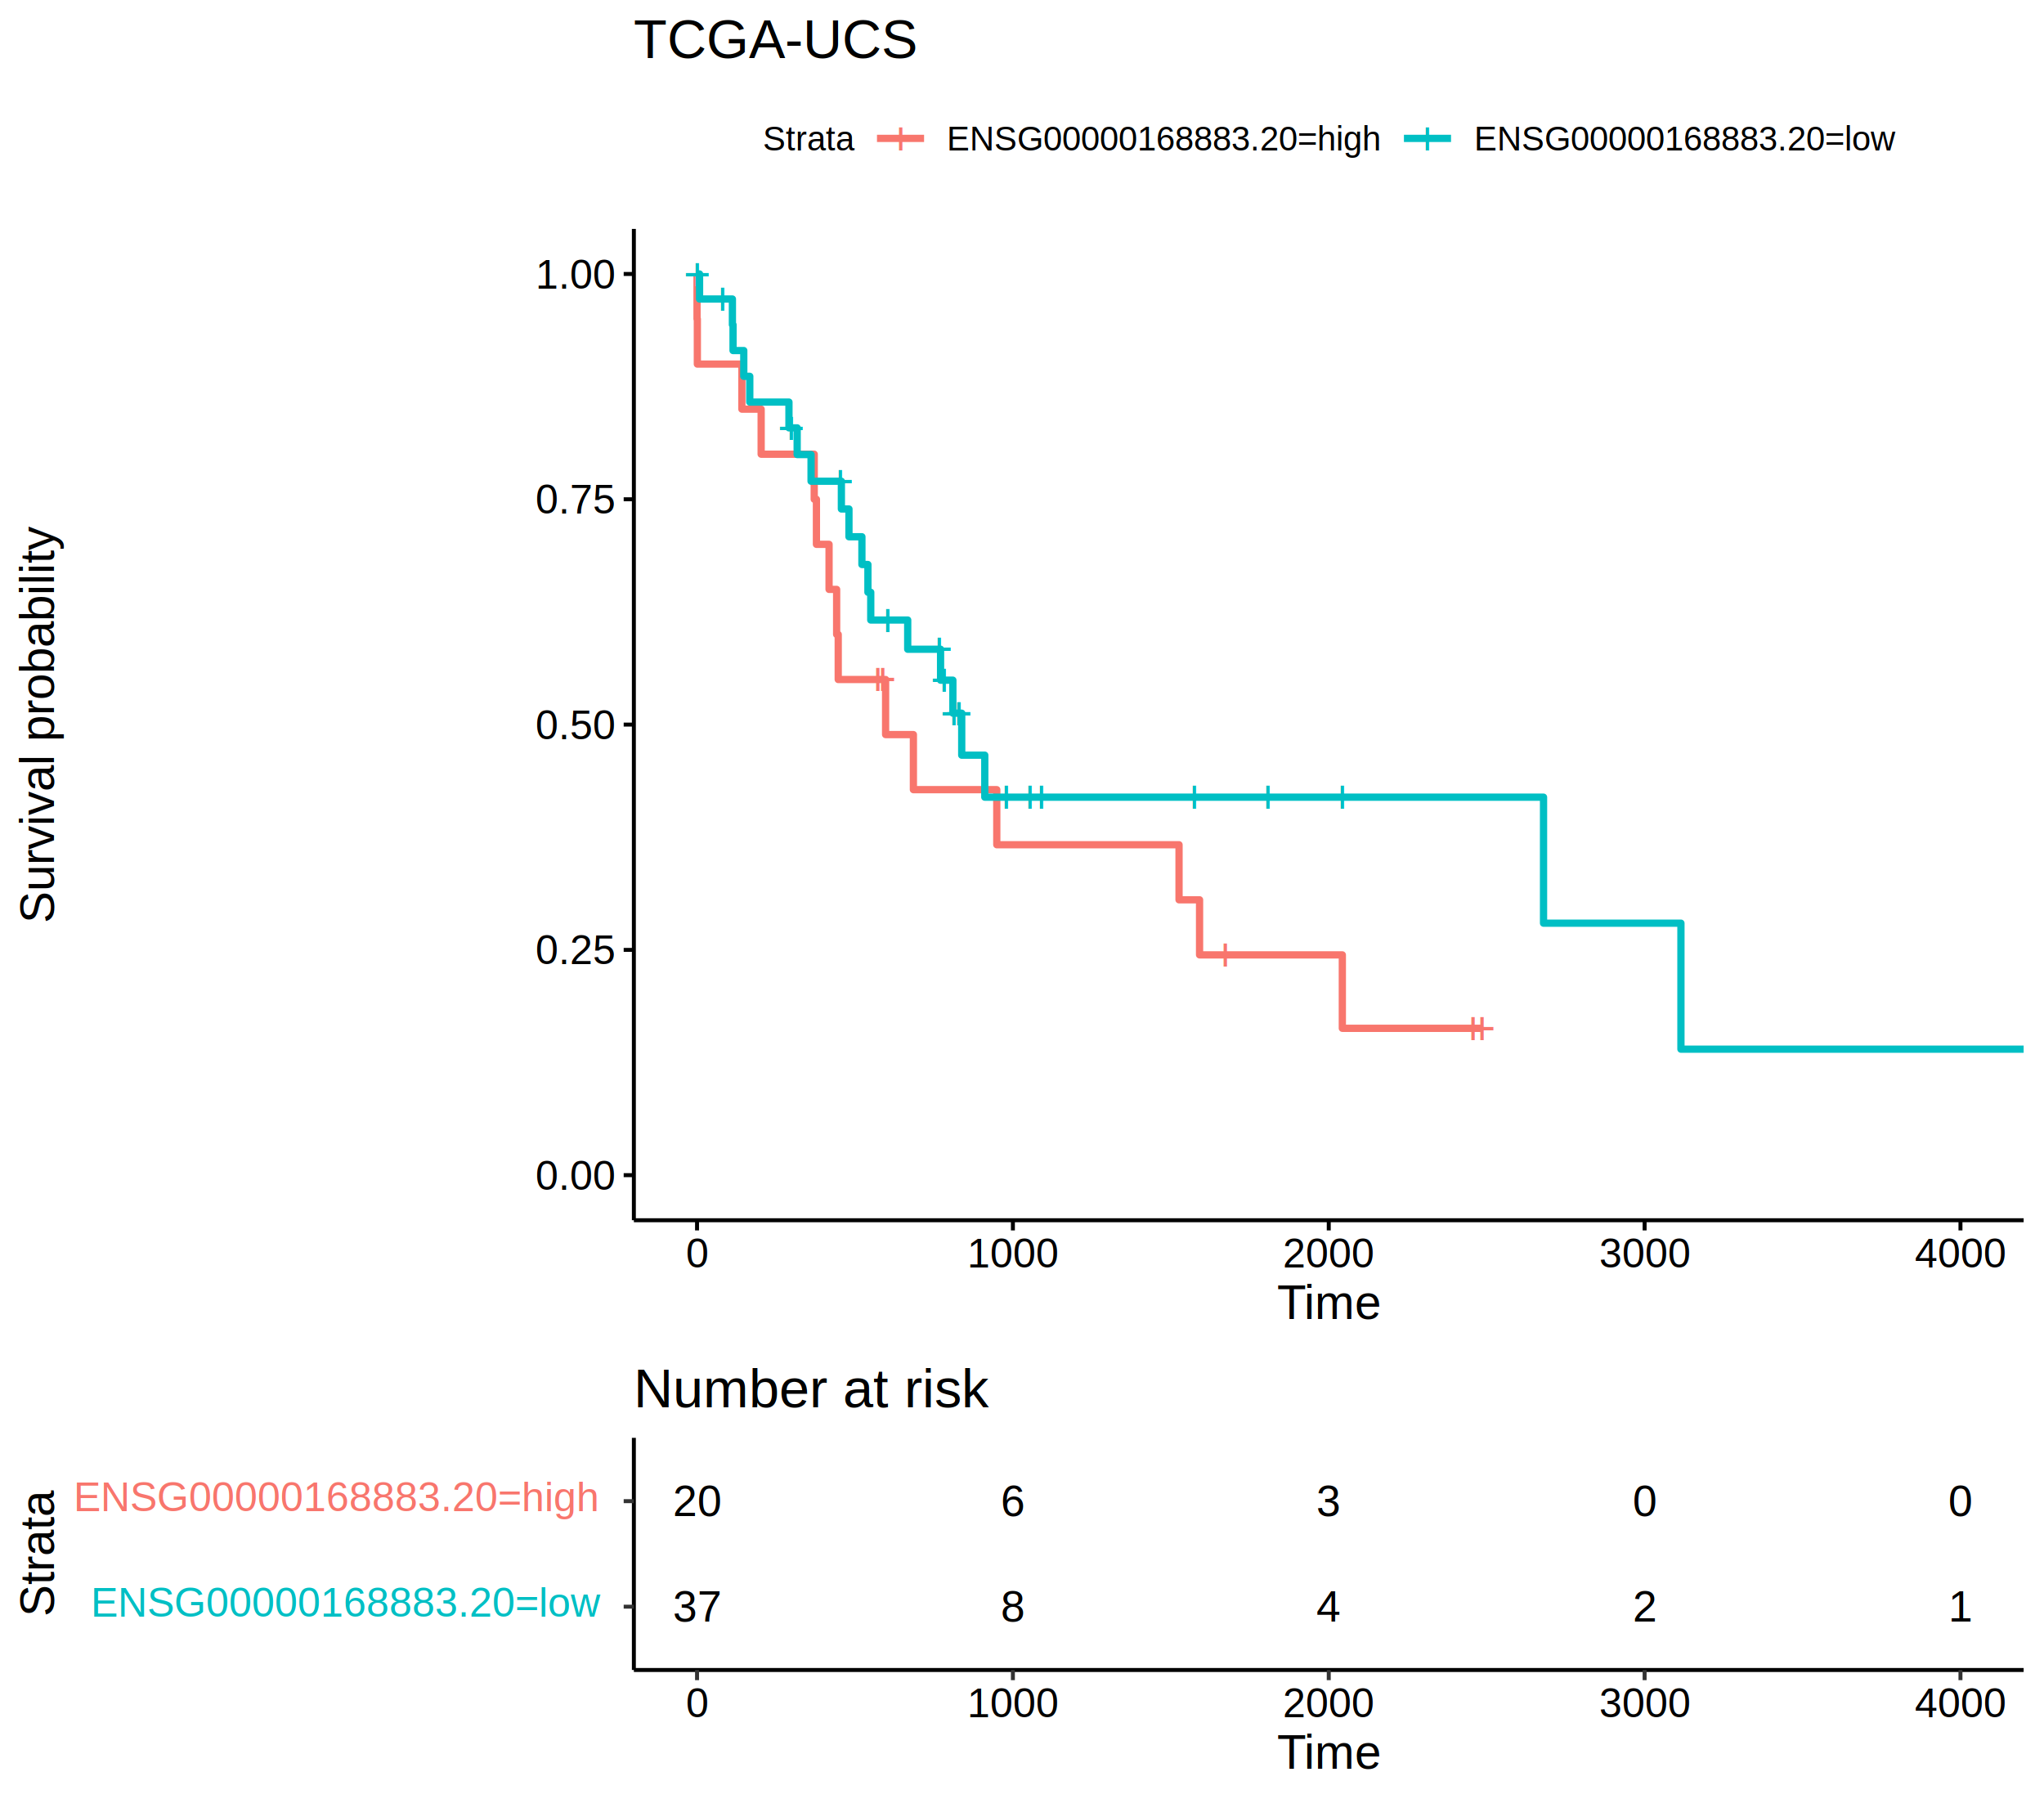 TCGA-UCS
Strata ENSG00000168883.20=high ENSG00000168883.20=low
Survival probability
1.00
0.75
0.50
0.25
0.00
0 1000 2000 3000 4000
Time
Number at risk
Strata
ENSG00000168883.20=high 20 6 3 0 0
ENSG00000168883.20=low 37 8 4 2 1
0 1000 2000 3000 4000
Time